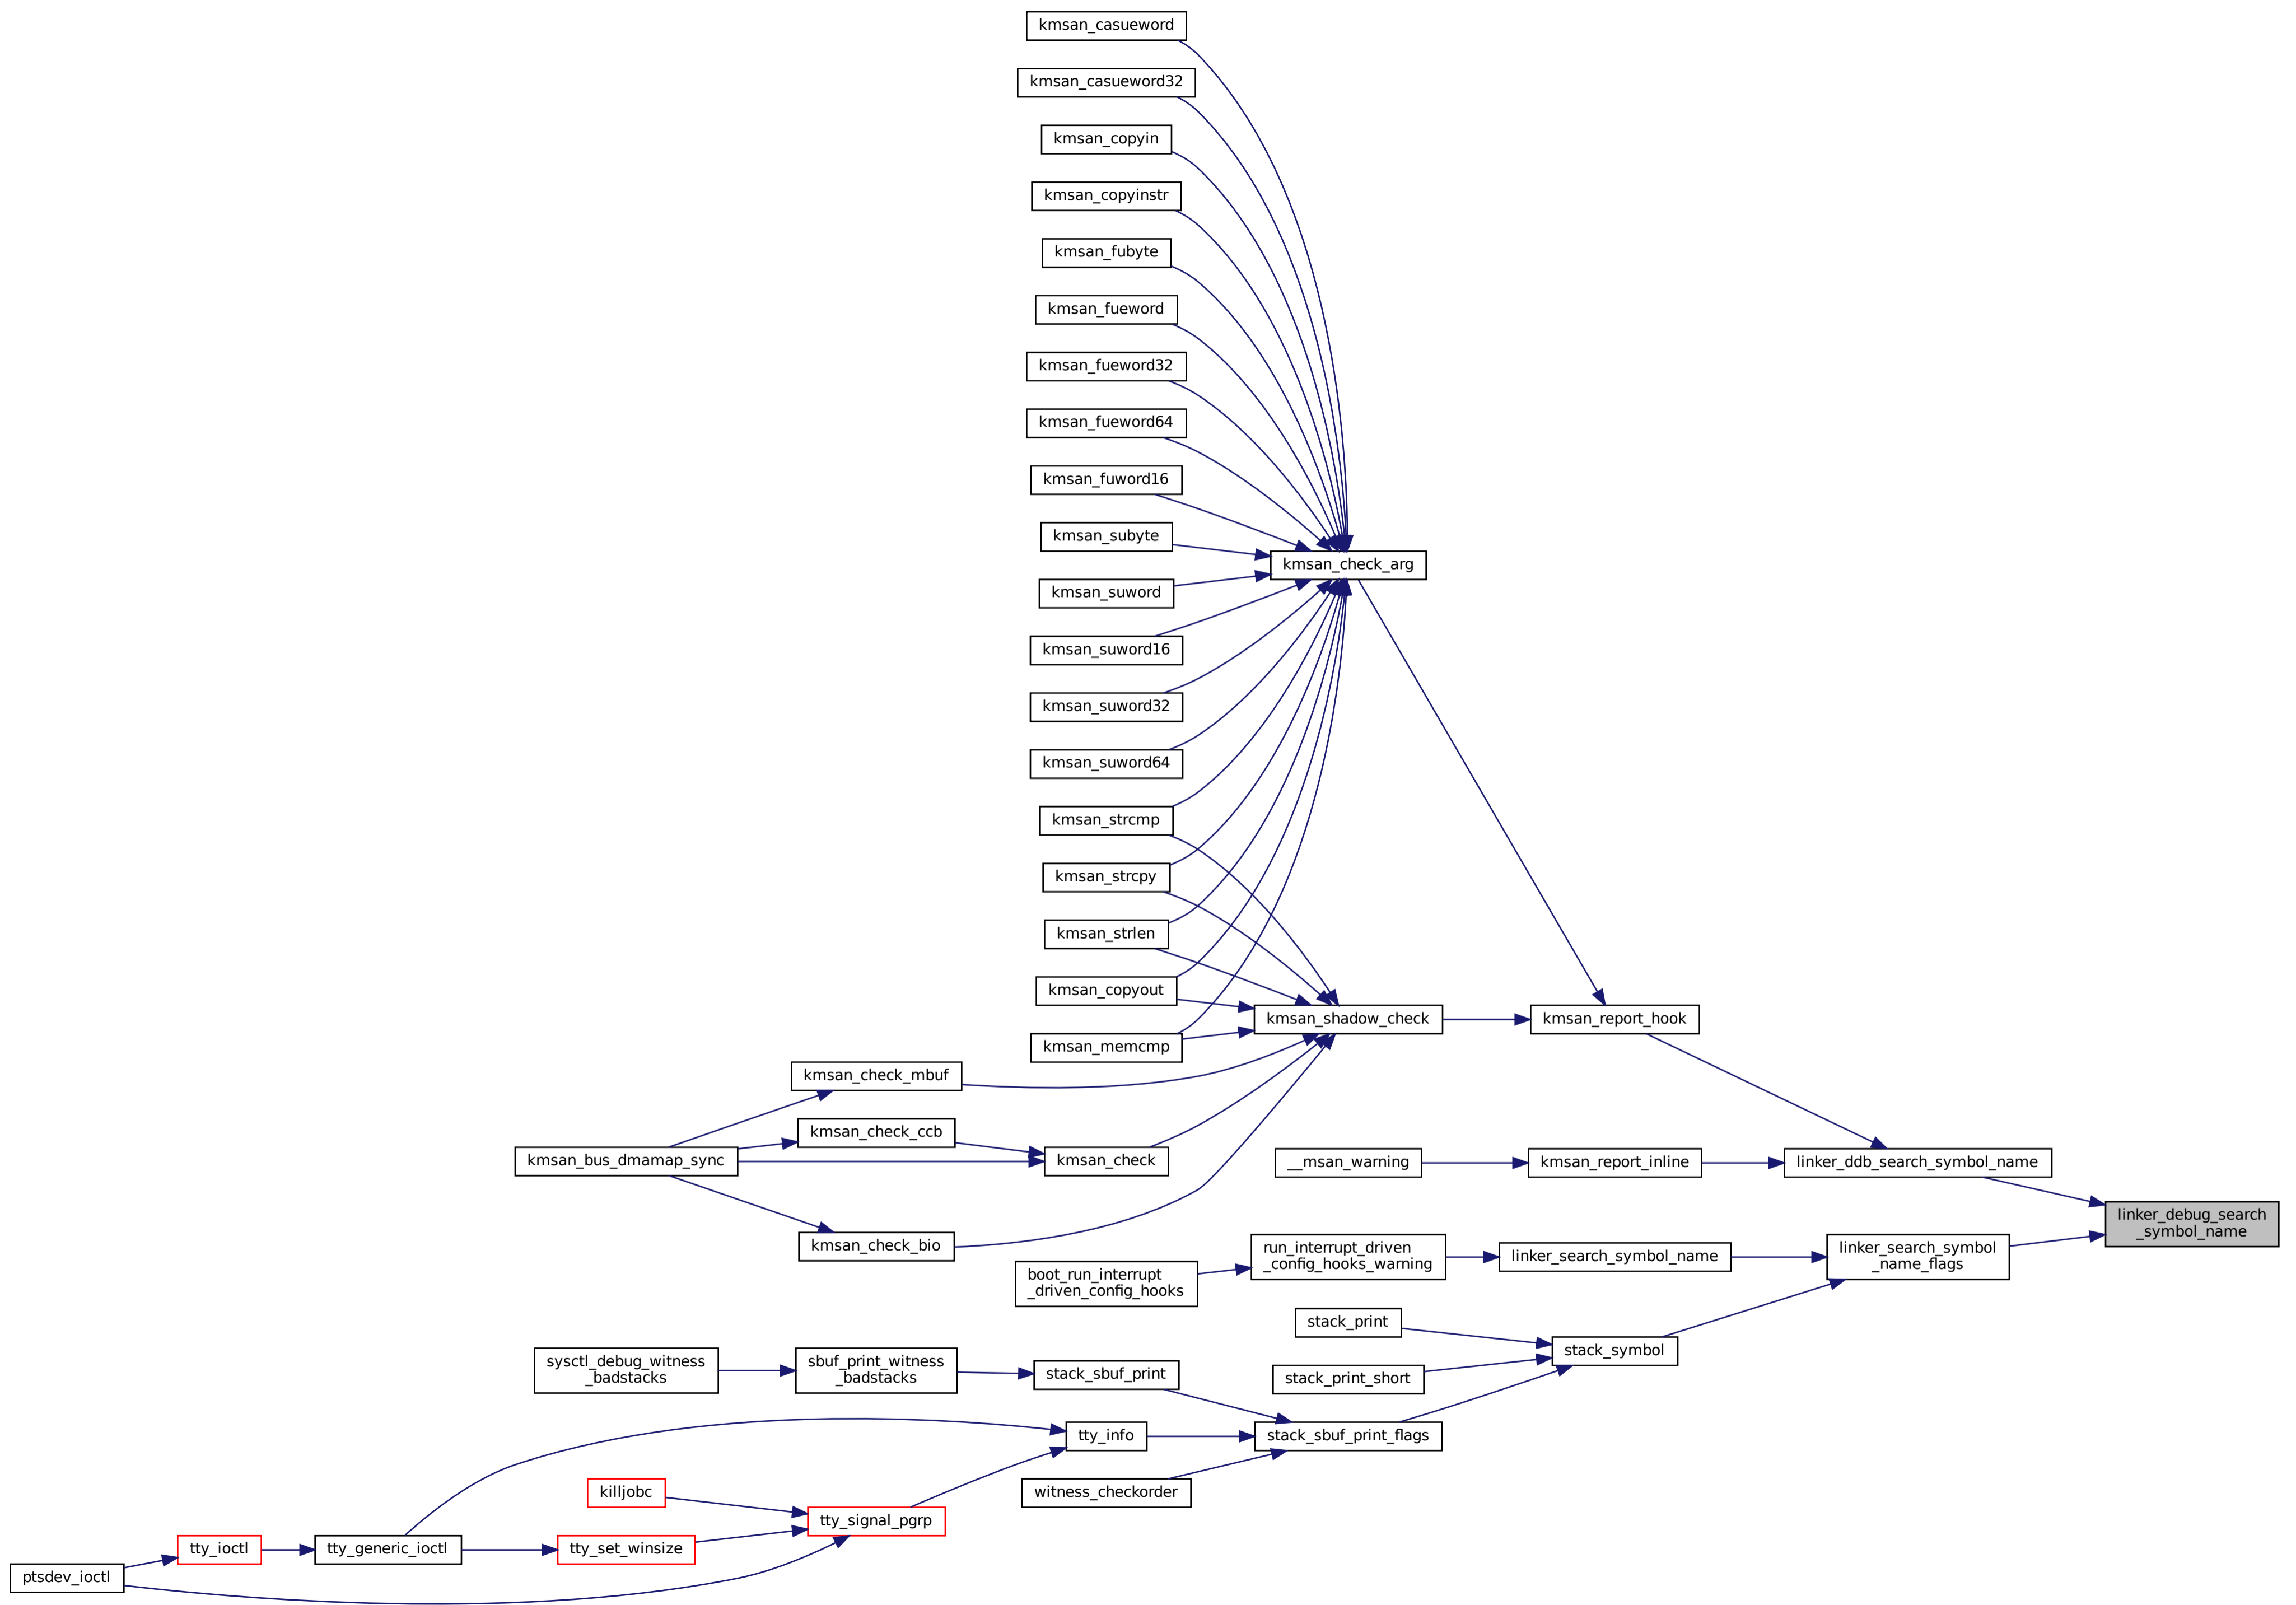 kmsan_casueword
kmsan_casueword32
kmsan_copyin
kmsan_copyinstr
kmsan_fubyte
kmsan_fueword
kmsan_fueword32
kmsan_fueword64
kmsan_fuword16
kmsan_subyte
kmsan_check_arg
kmsan_suword
kmsan_suword16
kmsan_suword32
kmsan_suword64
kmsan_strcmp
kmsan_strcpy
kmsan_strlen
kmsan_copyout
kmsan_shadow_check
kmsan_report_hook
kmsan_memcmp
kmsan_check_mbuf
kmsan_check_ccb
kmsan_bus_dmamap_sync
kmsan_check
__msan_warning
kmsan_report_inline
linker_ddb_search_symbol_name
linker_debug_search
_symbol_name
kmsan_check_bio
run_interrupt_driven
_config_hooks_warning
linker_search_symbol_name
linker_search_symbol
_name_flags
boot_run_interrupt
_driven_config_hooks
stack_print
stack_symbol
sysctl_debug_witness
_badstacks
sbuf_print_witness
_badstacks
stack_sbuf_print
stack_print_short
tty_info
stack_sbuf_print_flags
killjobc
witness_checkorder
tty_signal_pgrp
tty_ioctl
tty_generic_ioctl
tty_set_winsize
ptsdev_ioctl